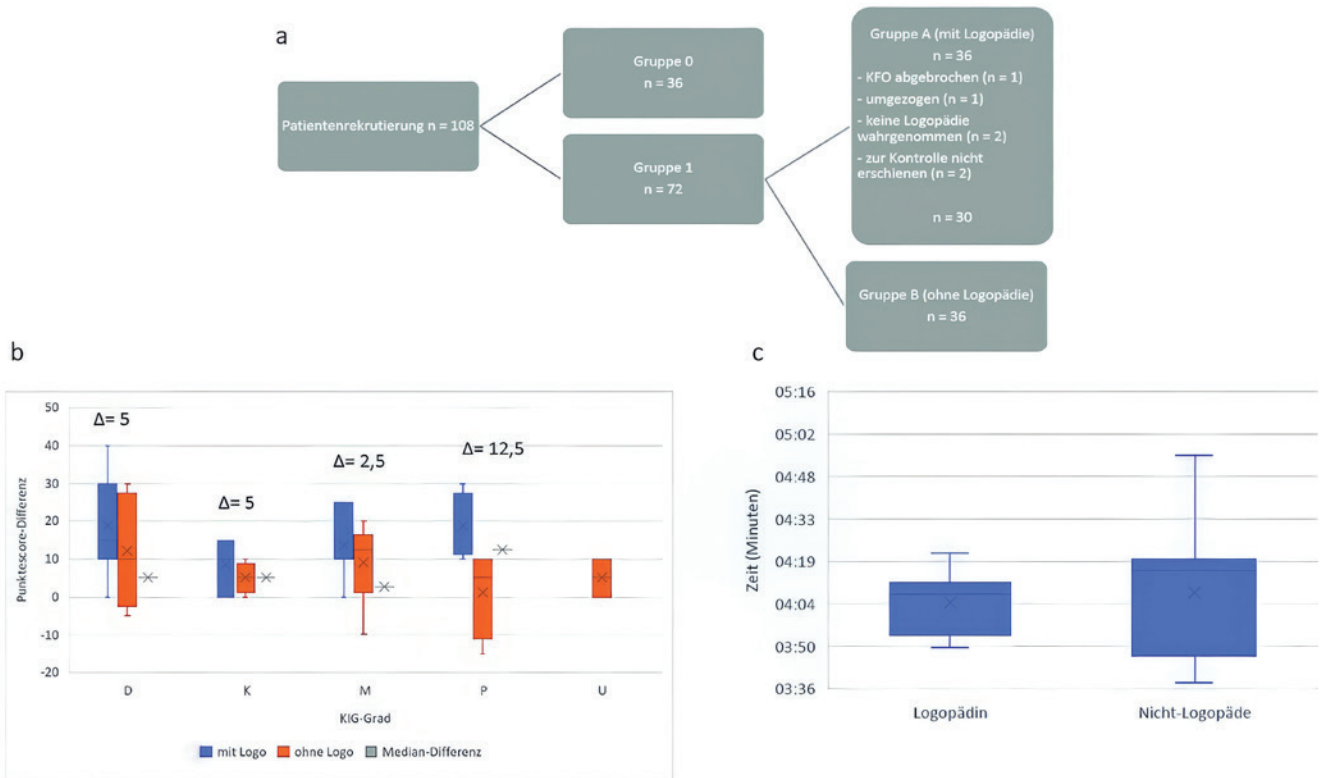 a
Patientenrekrutierung n = 108
Gruppe 0
n = 36
Gruppe 1
n = 72
Gruppe A (mit Logopädie)
n = 36
- KFO abgebrochen (n = 1)
- umgezogen (n = 1)
- keine Logopädie
wahrgenommen (n = 2)
- zur Kontrolle nicht
erschienen (n = 2)
n = 30
Gruppe B (ohne Logopädie)
n = 36
b
Punktescore-Differenz
50
40
30
20
10
0
-10
-20
Δ= 5
Δ= 5
Δ= 2,5
Δ= 12,5
D K M P U
KIG-Grad
mit Logo ohne Logo Median-Differenz
c
Zeit (Minuten)
05:16
05:02
04:48
04:33
04:19
04:04
03:50
03:36
Logopädin Nicht-Logopäde